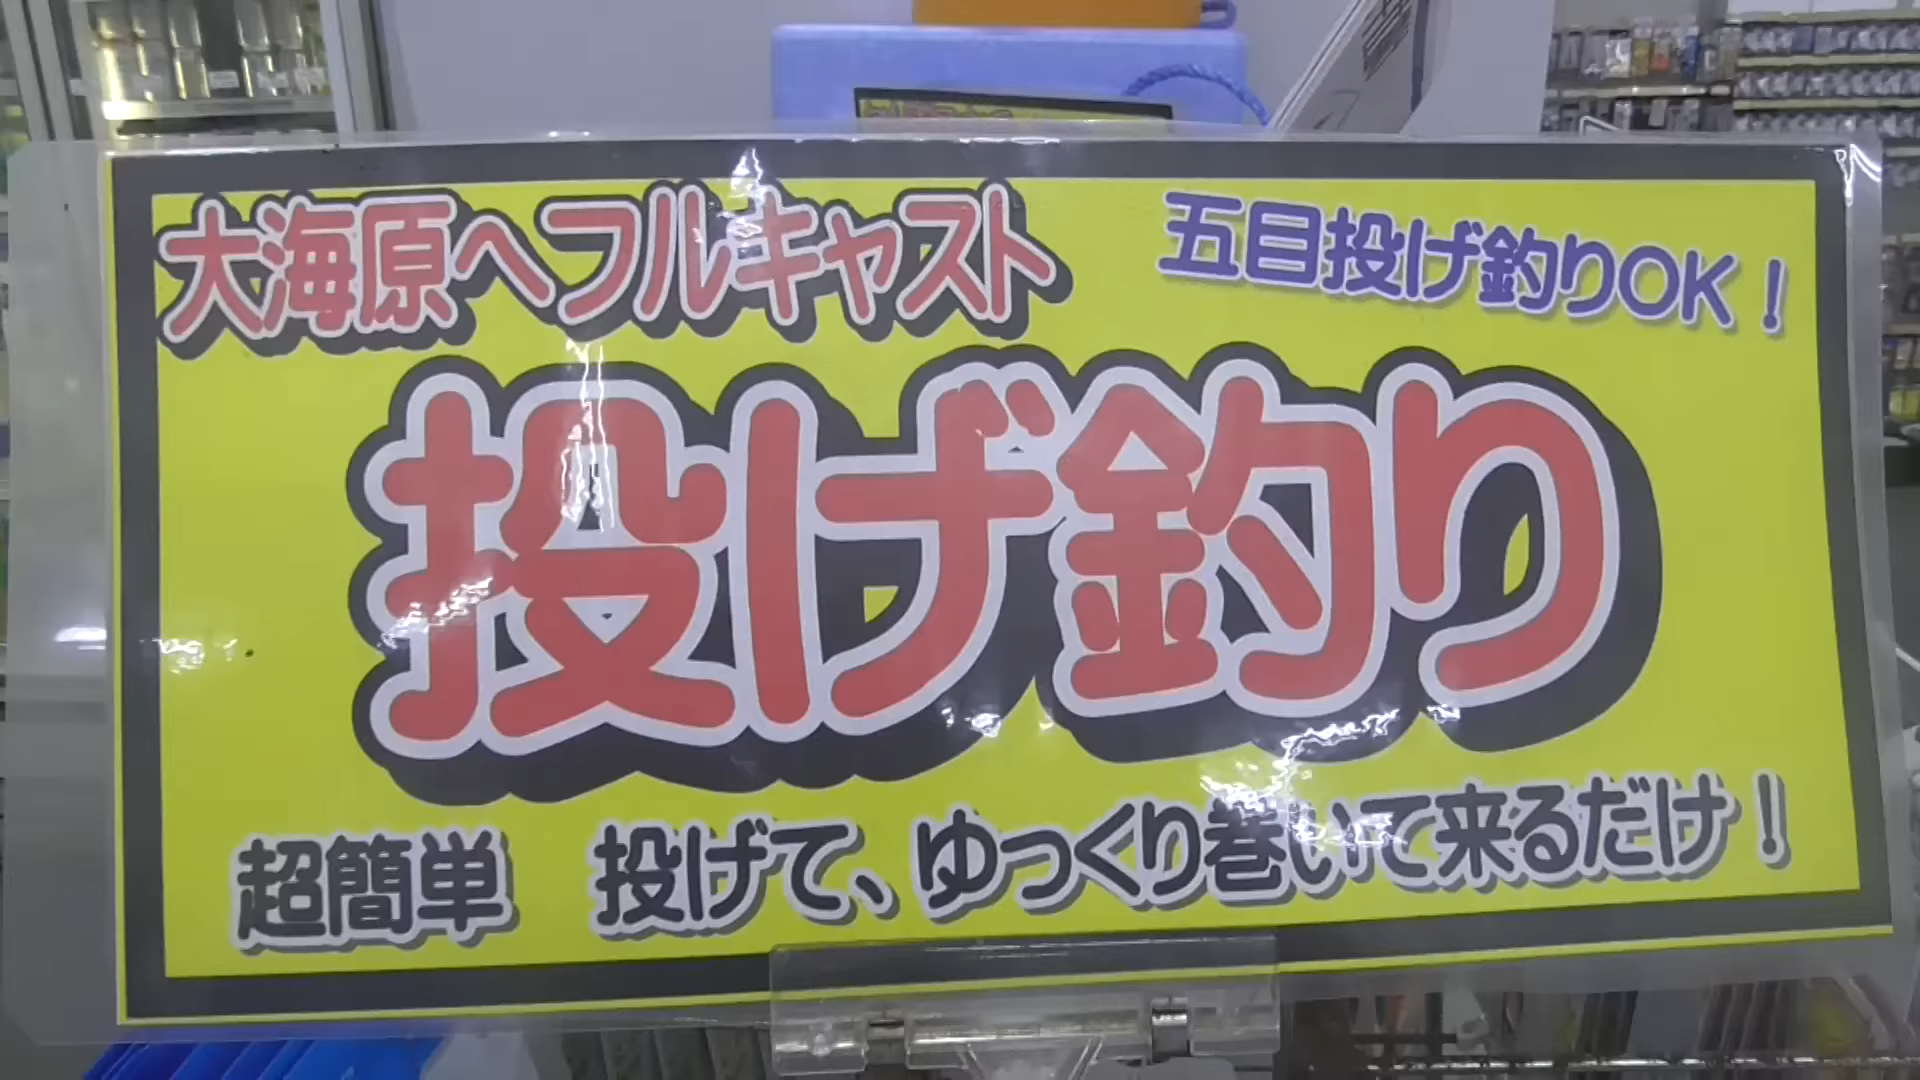 大海原へフルキャスト
五目投げ釣りOK！
投げ釣り
超簡単　投げて、ゆっくり巻いて来るだけ！